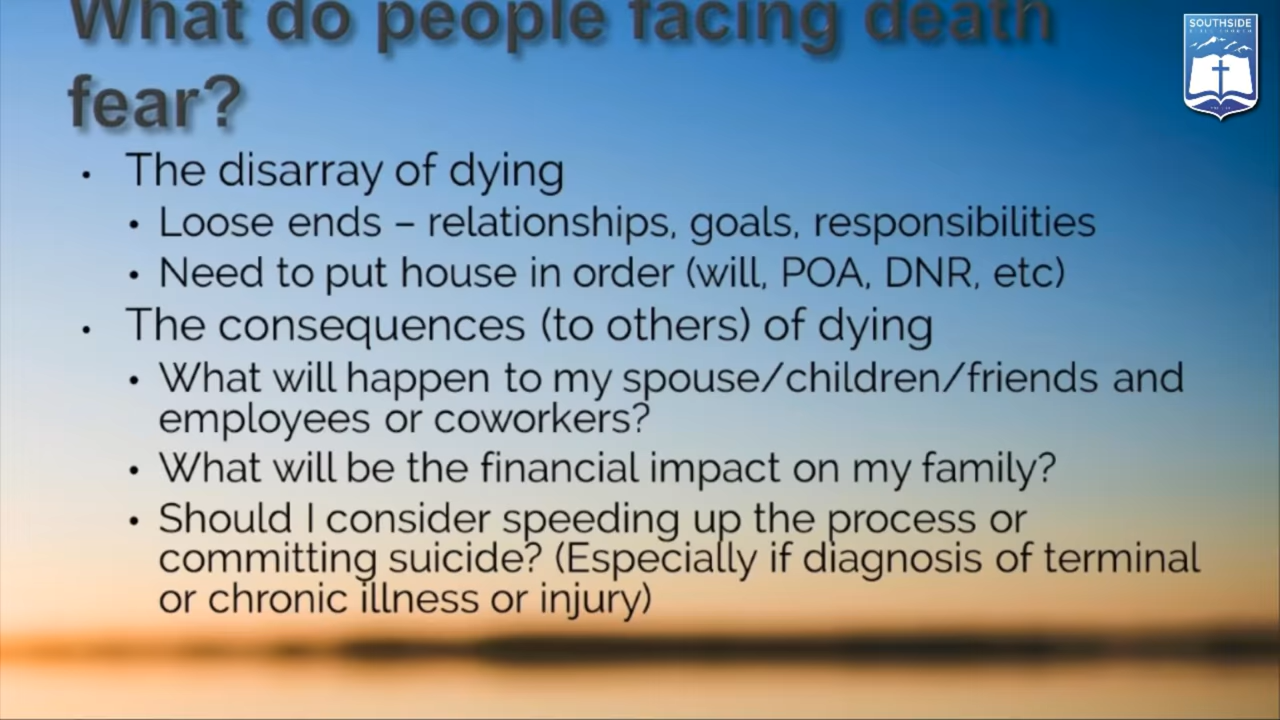 What do people facing death
fear?
SOUTHSIDE
BIBLE CHURCH
• The disarray of dying
• Loose ends – relationships, goals, responsibilities
• Need to put house in order (will, POA, DNR, etc)
• The consequences (to others) of dying
• What will happen to my spouse/children/friends and
employees or coworkers?
• What will be the financial impact on my family?
• Should I consider speeding up the process or
committing suicide? (Especially if diagnosis of terminal
or chronic illness or injury)